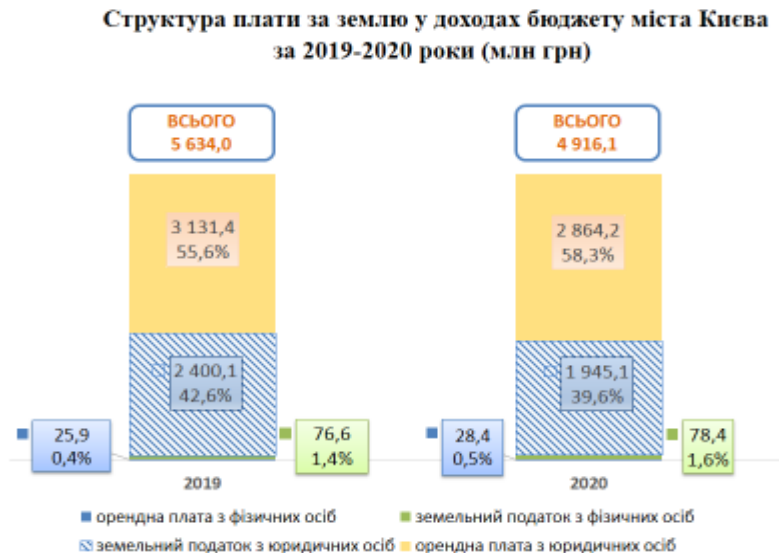 Структура плати за землю у доходах бюджету міста Києва
за 2019-2020 роки (млн грн)
ВСЬОГО
5 634,0
ВСЬОГО
4 916,1
3 131,4
55,6%
2 864,2
58,3%
2 400,1
42,6%
1 945,1
39,6%
25,9
0,4%
76,6
1,4%
28,4
0,5%
78,4
1,6%
2019
2020
орендна плата з фізичних осіб
земельний податок з фізичних осіб
земельний податок з юридичних осіб
орендна плата з юридичних осіб